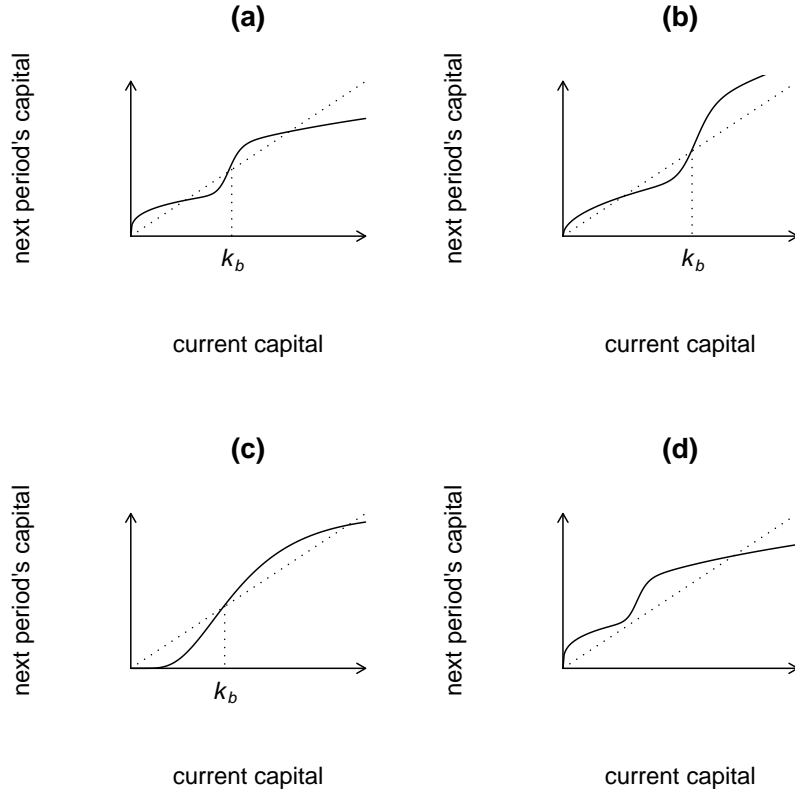 (a)
next period's capital
k_b
current capital
(b)
next period's capital
k_b
current capital
(c)
next period's capital
k_b
current capital
(d)
next period's capital
current capital